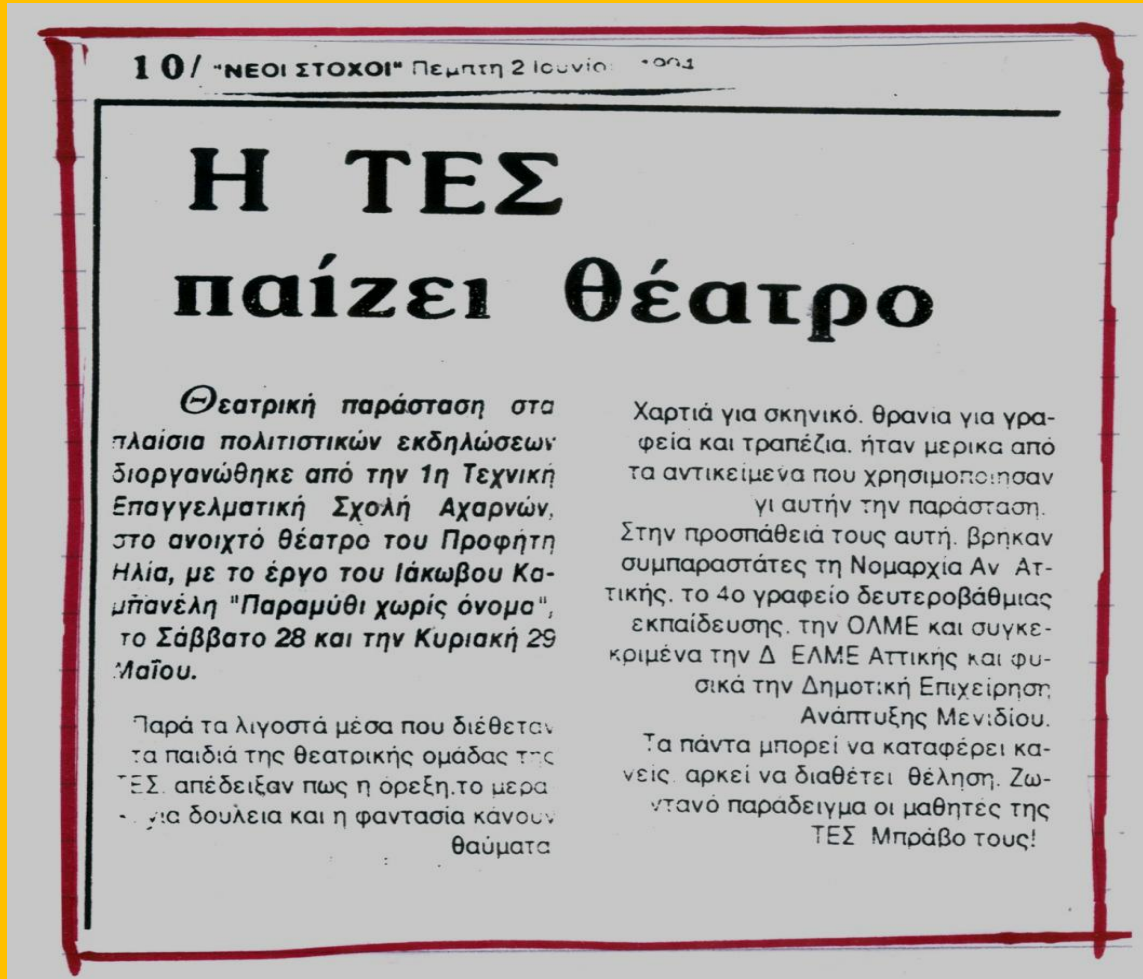 10/ "ΝΕΟΙ ΣΤΟΧΟΙ" Πεμπτη 2
Η ΤΕΣ
παίζει θέατρο
Θεατρική παράσταση στα
πλαίσια πολιτιστικών εκδηλώσεων
διοργανώθηκε από την 1η Τεχνική
Επαγγελματική Σχολή Αχαρνών,
στο ανοιχτό θέατρο του Προφήτη
Ηλία, με το έργο του Ιάκωβου Κα-
μπανέλη "Παραμύθι χωρίς όνομα",
το Σάββατο 28 και την Κυριακή 29
Μαΐου.
Παρά τα λιγοστά μέσα που διέθεταν
τα παιδιά της θεατρικής ομάδας της
ΤΕΣ. απέδειξαν πως η όρεξη.το μερα-
για δουλεια και η φαντασία κάνουν
θαύματα
Χαρτιά για σκηνικό. θρανια για γρα-
φεία και τραπέζια. ήταν μερικα από
τα αντικείμενα που χρησιμοποιησαν
γι αυτήν την παράσταση.
Στην προσπάθειά τους αυτή. βρηκαν
συμπαραστάτες τη Νομαρχία Αν Ατ-
τικής. το 4ο γραφείο δευτεροβάθμιας
εκπαίδευσης. την ΟΛΜΕ και συγκε-
κριμένα την Δ ΕΛΜΕ Αττικής και φυ-
σικά την Δημοτική Επιχείρηση
Ανάπτυξης Μενιδίου.
Τα πάντα μπορεί να καταφέρει κα-
νείς. αρκεί να διαθέτει θέληση. Ζω-
ντανό παράδειγμα οι μαθητές της
ΤΕΣ Μπράβο τους!